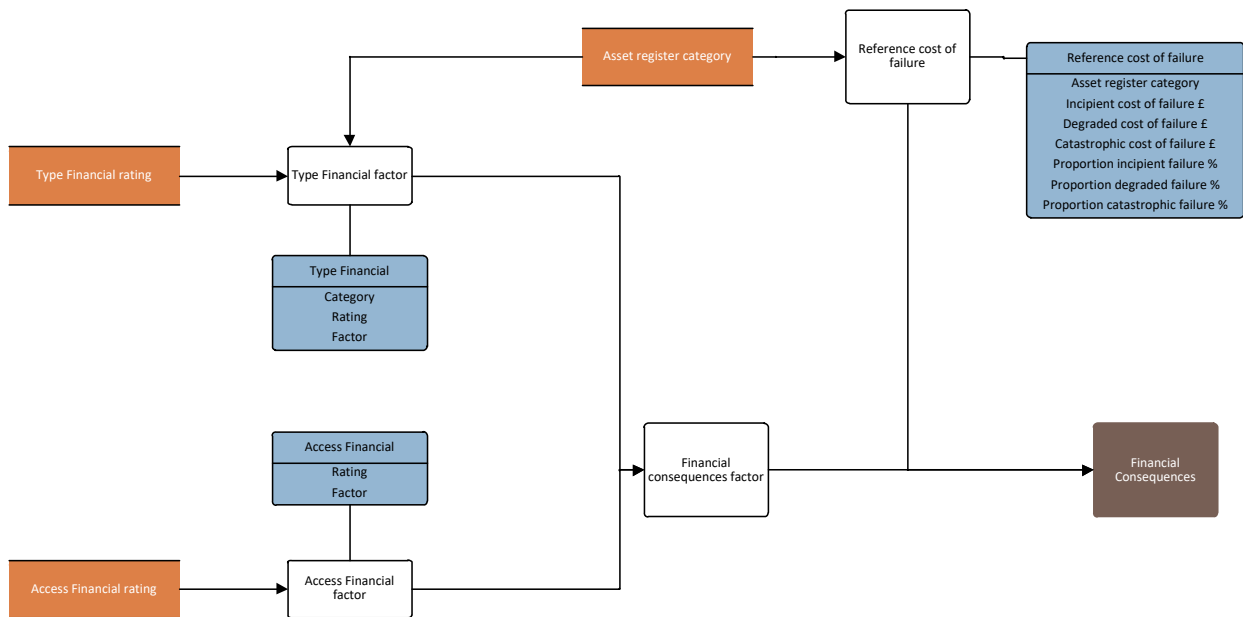 Asset register category
Reference cost of
failure
Reference cost of failure
Asset register category
Incipient cost of failure £
Degraded cost of failure £
Catastrophic cost of failure £
Proportion incipient failure %
Proportion degraded failure %
Proportion catastrophic failure %
Type Financial rating
Type Financial factor
Type Financial
Category
Rating
Factor
Access Financial
Rating
Factor
Financial
consequences factor
Financial
Consequences
Access Financial rating
Access Financial
factor